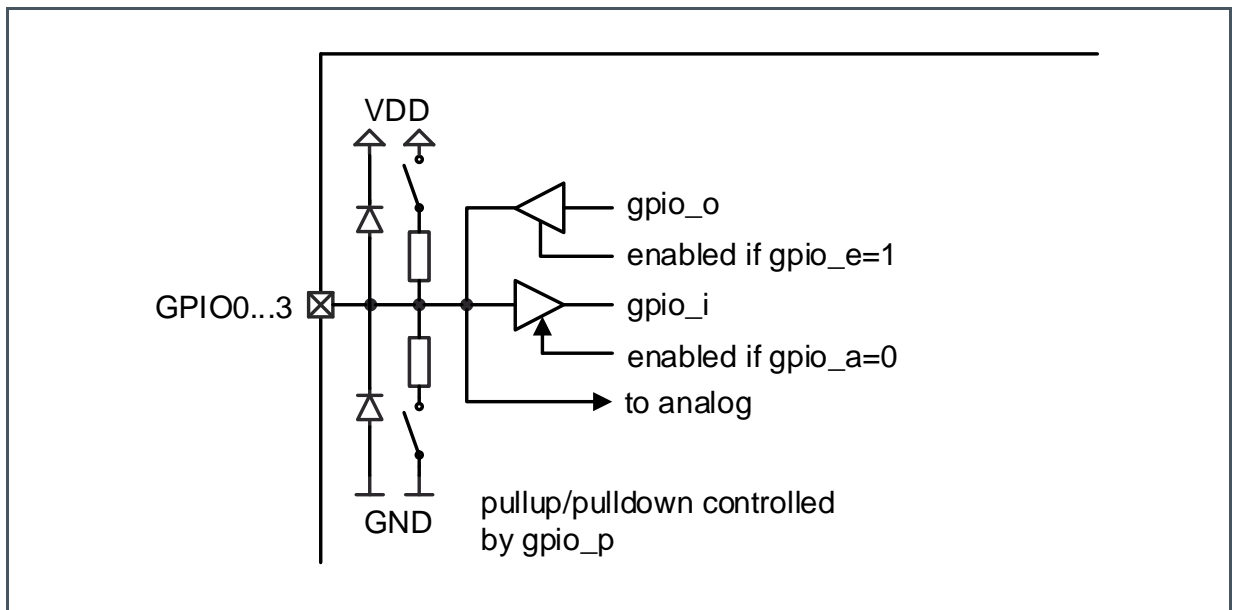 VDD
gpio_o
enabled if gpio_e=1
GPIO0...3
gpio_i
enabled if gpio_a=0
to analog
GND
pullup/pulldown controlled
by gpio_p